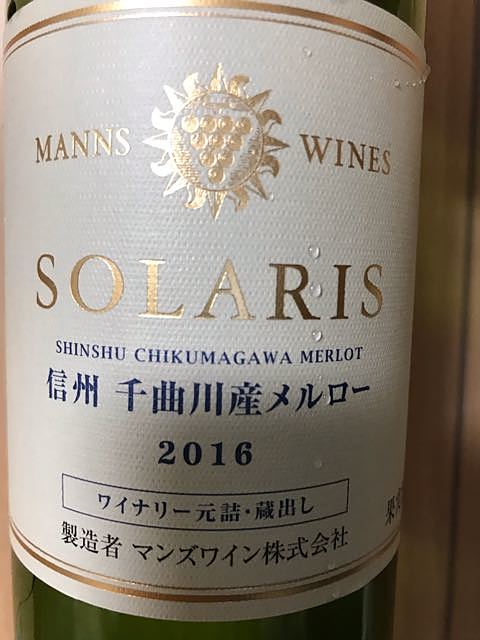 MANNS WINES
SOLARIS
SHINSHU CHIKUMAGAWA MERLOT
信州 千曲川産メルロー
2016
ワイナリー元詰・蔵出し
製造者 マンズワイン株式会社
果実